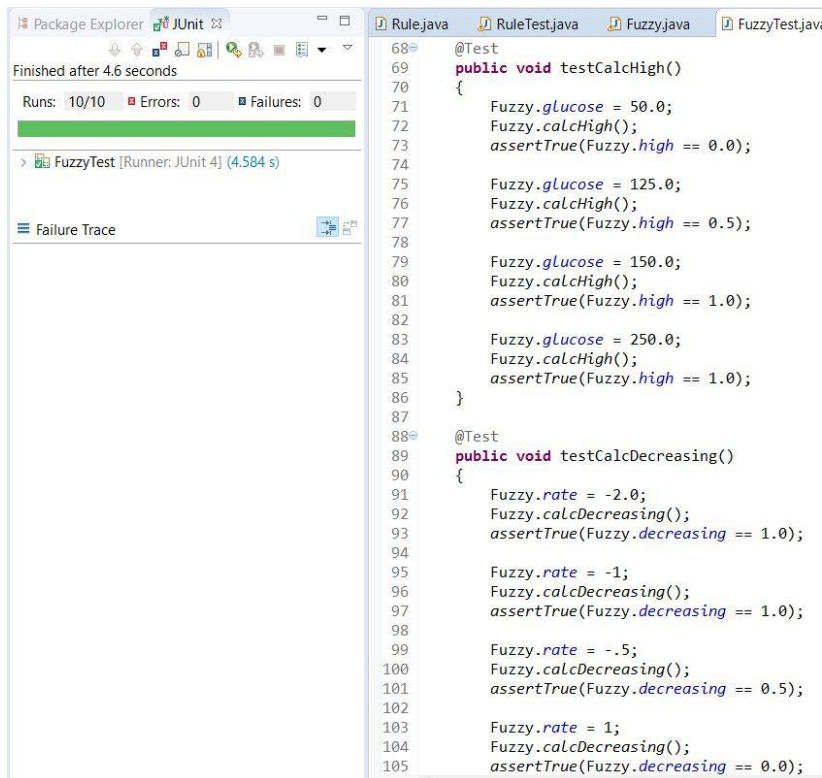 Package Explorer JUnit
Finished after 4.6 seconds
Runs: 10/10 Errors: 0 Failures: 0
FuzzyTest [Runner: JUnit 4] (4.584 s)
Failure Trace
Rule.java RuleTest.java Fuzzy.java FuzzyTest.java
68 @Test
69 public void testCalcHigh()
70 {
71 Fuzzy.glucose = 50.0;
72 Fuzzy.calcHigh();
73 assertTrue(Fuzzy.high == 0.0);
74
75 Fuzzy.glucose = 125.0;
76 Fuzzy.calcHigh();
77 assertTrue(Fuzzy.high == 0.5);
78
79 Fuzzy.glucose = 150.0;
80 Fuzzy.calcHigh();
81 assertTrue(Fuzzy.high == 1.0);
82
83 Fuzzy.glucose = 250.0;
84 Fuzzy.calcHigh();
85 assertTrue(Fuzzy.high == 1.0);
86 }
87
88 @Test
89 public void testCalcDecreasing()
90 {
91 Fuzzy.rate = -2.0;
92 Fuzzy.calcDecreasing();
93 assertTrue(Fuzzy.decreasing == 1.0);
94
95 Fuzzy.rate = -1;
96 Fuzzy.calcDecreasing();
97 assertTrue(Fuzzy.decreasing == 1.0);
98
99 Fuzzy.rate = -.5;
100 Fuzzy.calcDecreasing();
101 assertTrue(Fuzzy.decreasing == 0.5);
102
103 Fuzzy.rate = 1;
104 Fuzzy.calcDecreasing();
105 assertTrue(Fuzzy.decreasing == 0.0);